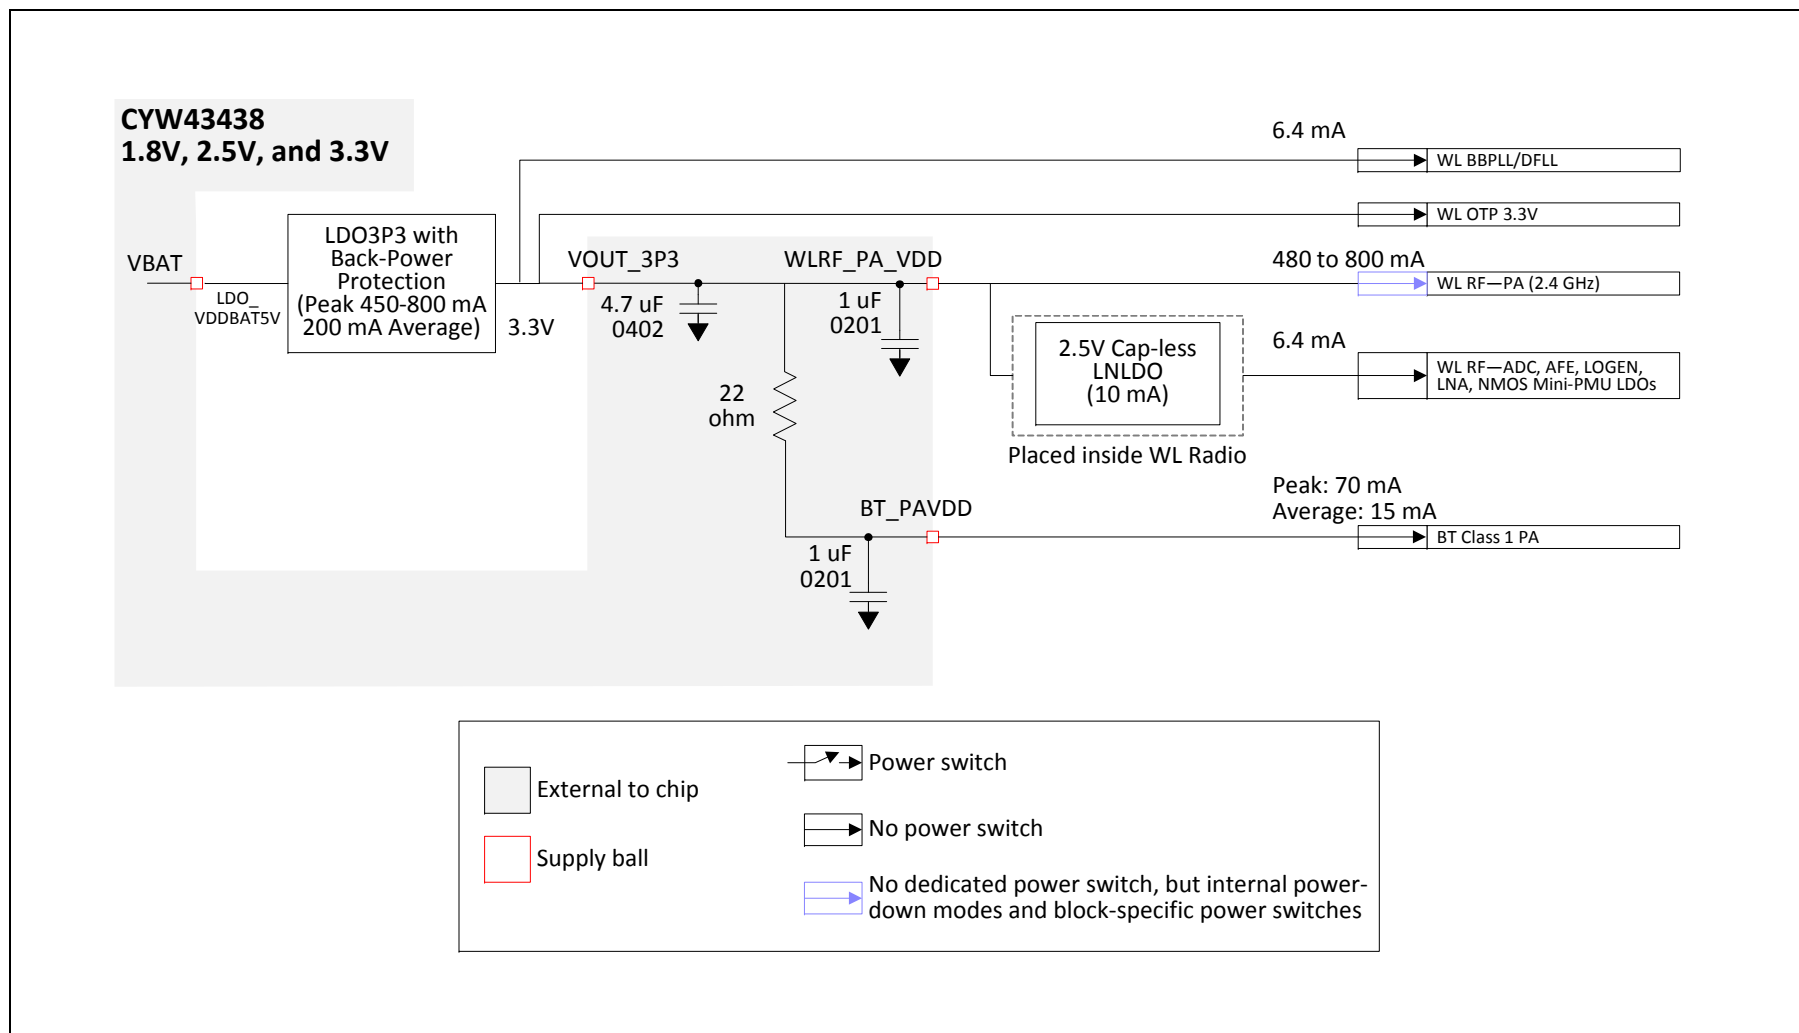 CYW43438
1.8V, 2.5V, and 3.3V
VBAT
LDO_
VDDBAT5V
LDO3P3 with
Back-Power
Protection
(Peak 450-800 mA
200 mA Average)
3.3V
VOUT_3P3
4.7 uF
0402
WLRF_PA_VDD
1 uF
0201
22
ohm
BT_PAVDD
1 uF
0201
2.5V Cap-less
LNLDO
(10 mA)
Placed inside WL Radio
6.4 mA
WL BBPLL/DFLL
WL OTP 3.3V
480 to 800 mA
WL RF—PA (2.4 GHz)
6.4 mA
WL RF—ADC, AFE, LOGEN,
LNA, NMOS Mini-PMU LDOs
Peak: 70 mA
Average: 15 mA
BT Class 1 PA
External to chip
Supply ball
Power switch
No power switch
No dedicated power switch, but internal power-
down modes and block-specific power switches